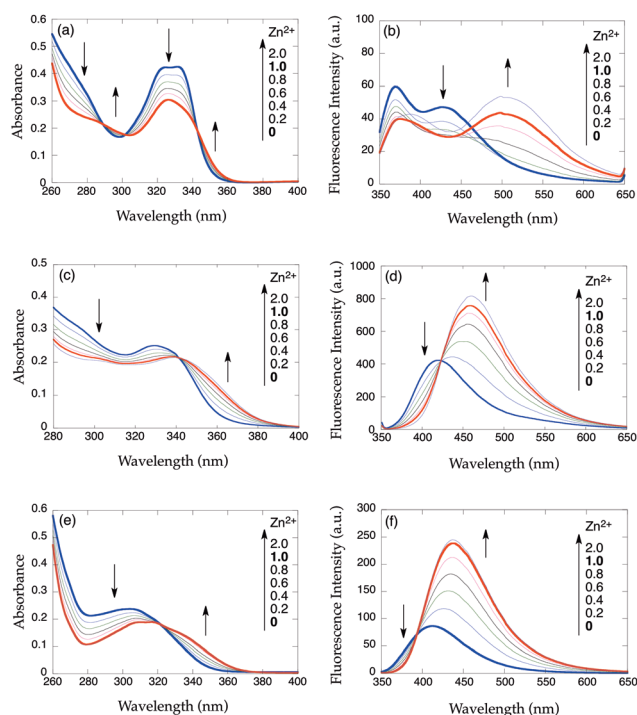 (a)
Zn2+
2.0
1.0
0.8
0.6
0.4
0.2
0
0.6
0.5
0.4
0.3
0.2
0.1
0
Absorbance
260 280 300 320 340 360 380 400
Wavelength (nm)
(b)
Zn2+
2.0
1.0
0.8
0.6
0.4
0.2
0
100
80
60
40
20
0
Fluorescence Intensity (a.u.)
350 400 450 500 550 600 650
Wavelength (nm)
(c)
Zn2+
2.0
1.0
0.8
0.6
0.4
0.2
0
0.5
0.4
0.3
0.2
0.1
0
Absorbance
280 300 320 340 360 380 400
Wavelength (nm)
(d)
Zn2+
2.0
1.0
0.8
0.6
0.4
0.2
0
1000
800
600
400
200
0
Fluorescence Intensity (a.u.)
350 400 450 500 550 600 650
Wavelength (nm)
(e)
Zn2+
2.0
1.0
0.8
0.6
0.4
0.2
0
0.6
0.5
0.4
0.3
0.2
0.1
0
Absorbance
260 280 300 320 340 360 380 400
Wavelength (nm)
(f)
Zn2+
2.0
1.0
0.8
0.6
0.4
0.2
0
300
250
200
150
100
50
0
Fluorescence Intensity (a.u.)
350 400 450 500 550 600 650
Wavelength (nm)